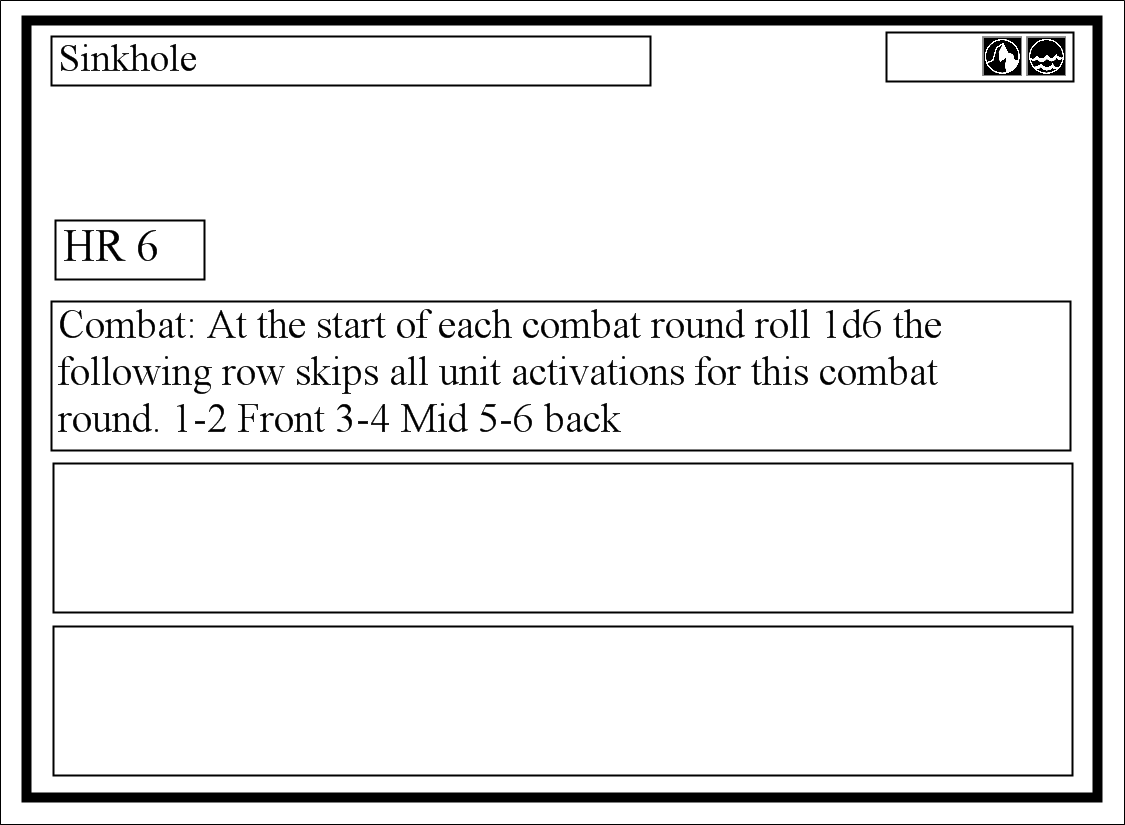 Sinkhole
HR 6
Combat: At the start of each combat round roll 1d6 the
following row skips all unit activations for this combat
round. 1-2 Front 3-4 Mid 5-6 back